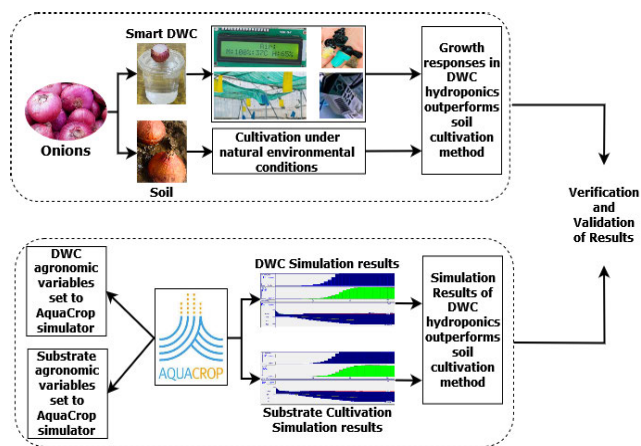 Smart DWC
Onions
Soil
Cultivation under
natural environmental
conditions
Growth
responses in
DWC
hydroponics
outperforms
soil
cultivation
method
Verification
and
Validation
of Results
DWC
agronomic
variables
set to
AquaCrop
simulator
Substrate
agronomic
variables
set to
AquaCrop
simulator
AQUACROP
DWC Simulation results
Substrate Cultivation
Simulation results
Simulation
Results of
DWC
hydroponics
outperforms
soil
cultivation
method